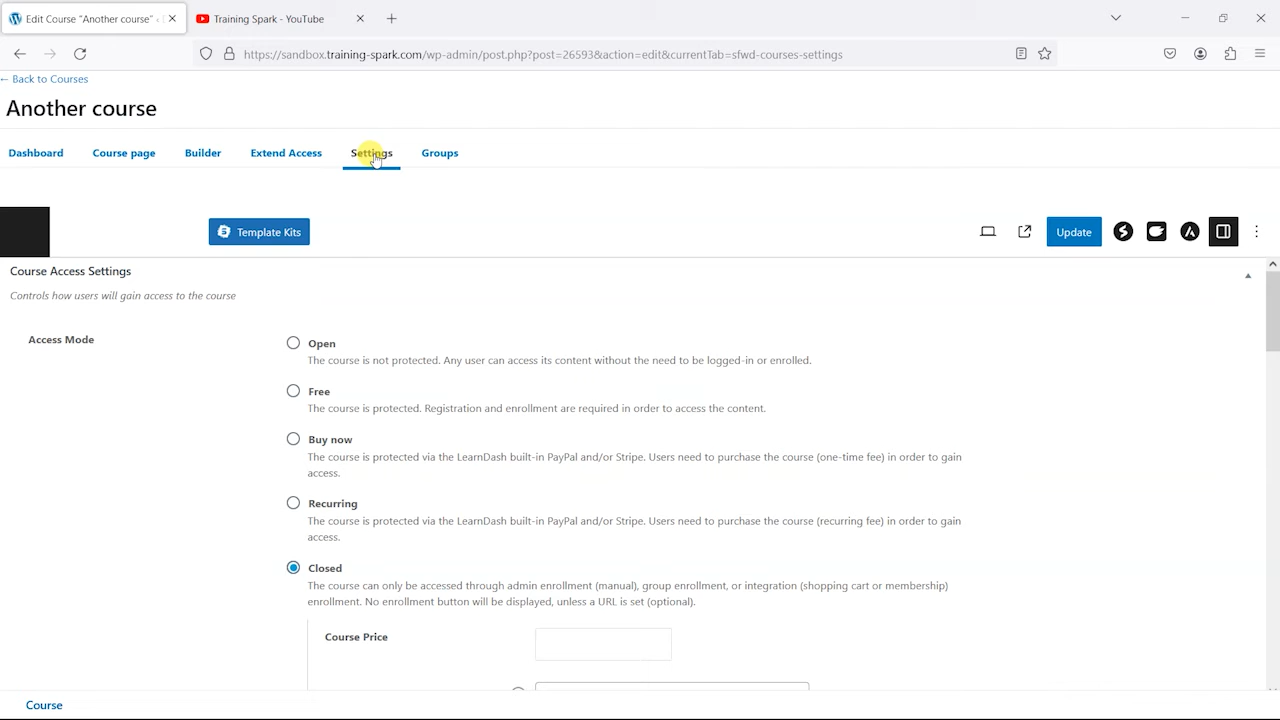 Edit Course "Another course" ‹
Training Spark - YouTube
https://sandbox.training-spark.com/wp-admin/post.php?post=26593&action=edit&currentTab=sfwd-courses-settings
← Back to Courses
Another course
Dashboard
Course page
Builder
Extend Access
Settings
Groups
Template Kits
Update
Course Access Settings
Controls how users will gain access to the course
Access Mode
Open
The course is not protected. Any user can access its content without the need to be logged-in or enrolled.
Free
The course is protected. Registration and enrollment are required in order to access the content.
Buy now
The course is protected via the LearnDash built-in PayPal and/or Stripe. Users need to purchase the course (one-time fee) in order to gain
access.
Recurring
The course is protected via the LearnDash built-in PayPal and/or Stripe. Users need to purchase the course (recurring fee) in order to gain
access.
Closed
The course can only be accessed through admin enrollment (manual), group enrollment, or integration (shopping cart or membership)
enrollment. No enrollment button will be displayed, unless a URL is set (optional).
Course Price
Course